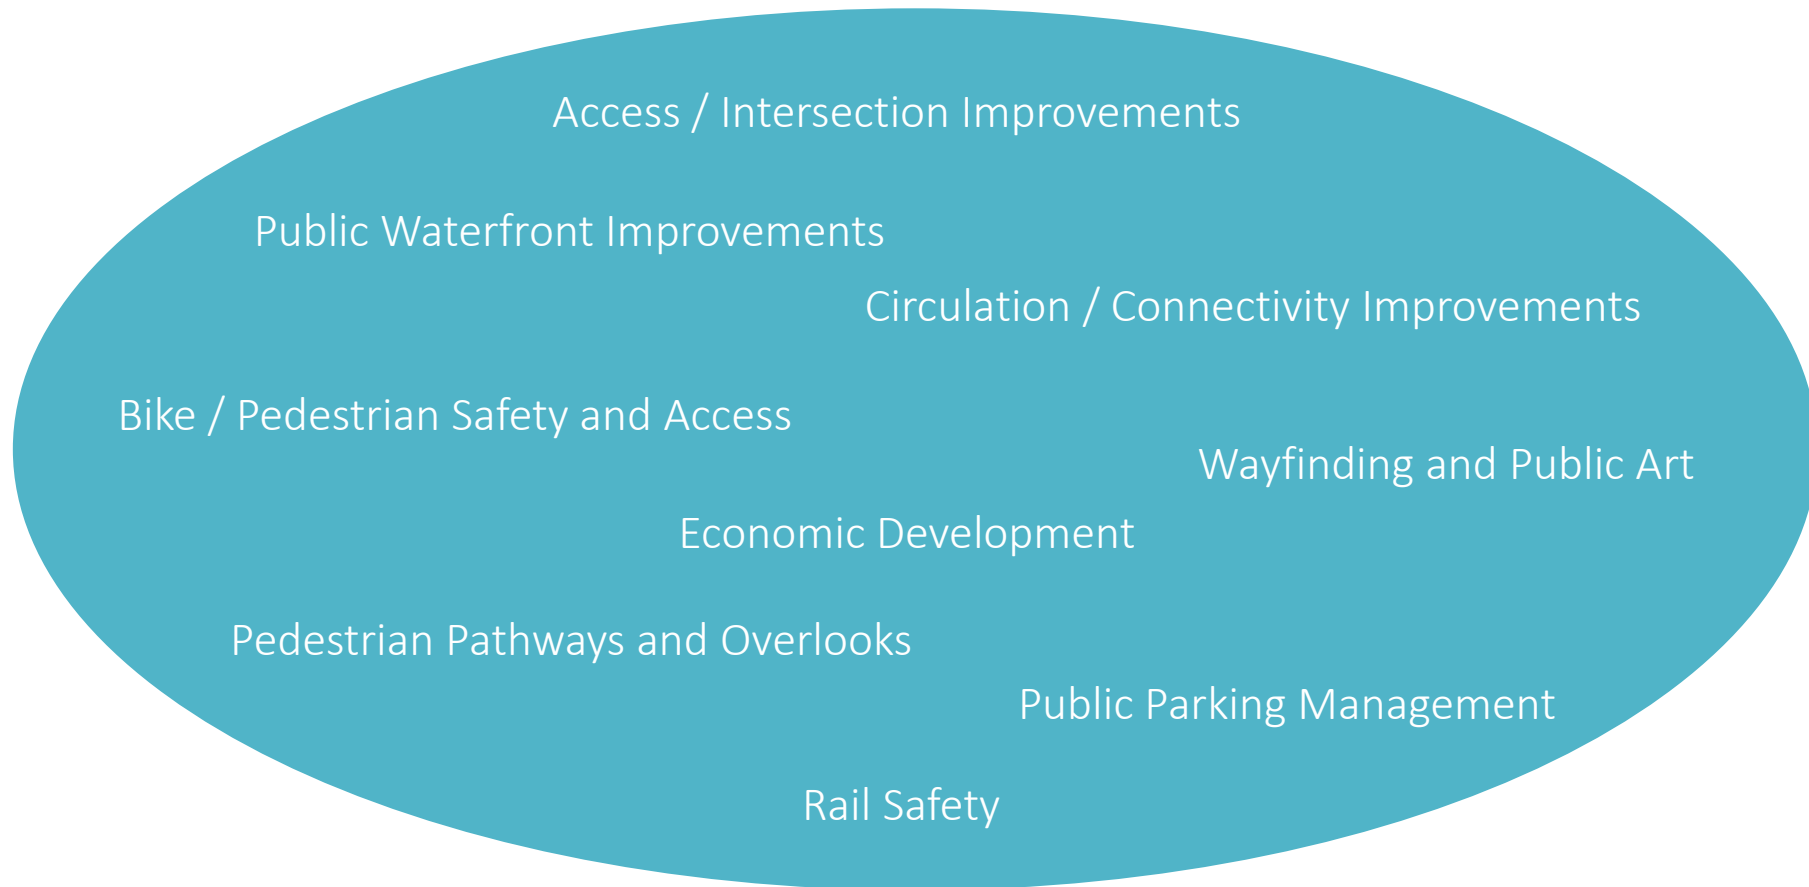 Access / Intersection Improvements
Public Waterfront Improvements
Circulation / Connectivity Improvements
Bike / Pedestrian Safety and Access
Wayfinding and Public Art
Economic Development
Pedestrian Pathways and Overlooks
Public Parking Management
Rail Safety